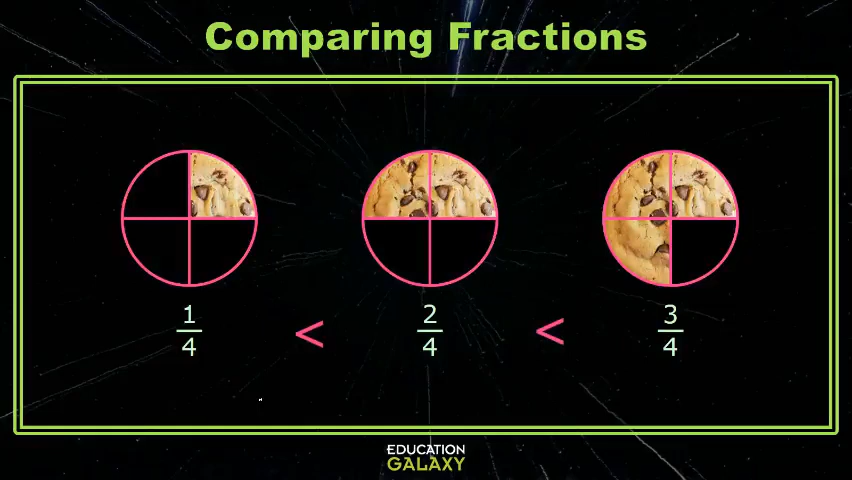 Comparing Fractions
1/4 < 2/4 < 3/4
EDUCATION
GALAXY